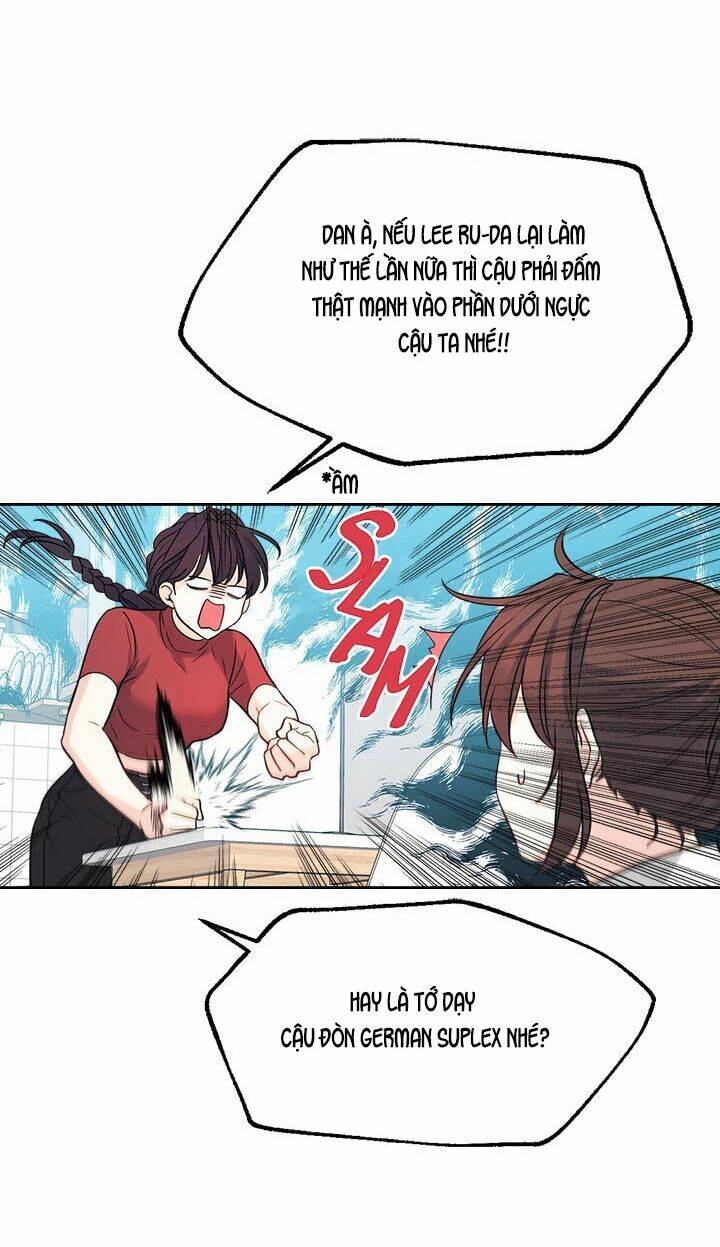 DAN À, NẾU LEE RU-DA LẠI LÀM
NHƯ THẾ LẦN NỮA THÌ CẬU PHẢI ĐẤM
THẬT MẠNH VÀO PHẦN DƯỚI NGỰC
CẬU TA NHÉ!!
*ẦM
SLAM
HAY LÀ TỚ DẠY
CẬU ĐÒN GERMAN SUPLEX NHÉ?